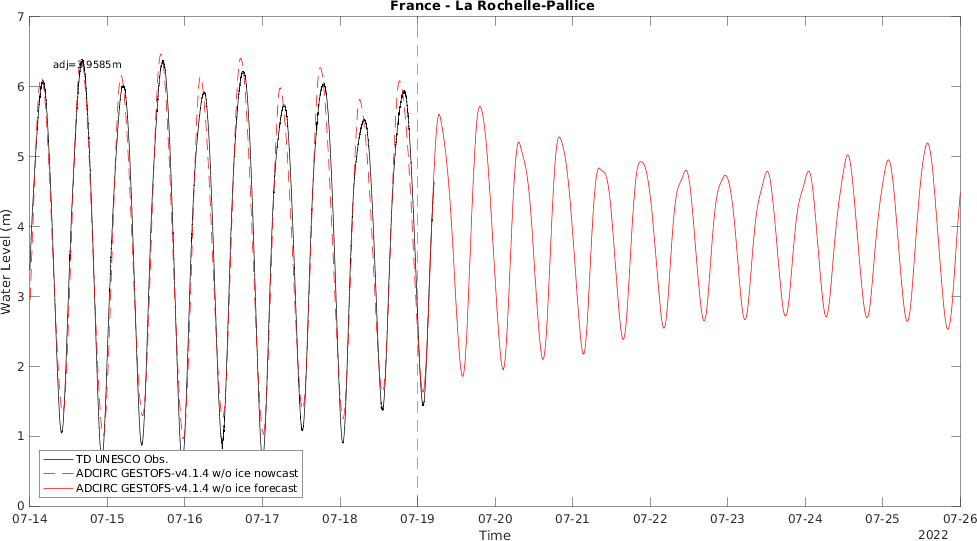 France - La Rochelle-Pallice
7
adj= 9585m
6
5
4
3
2
1
0
Water Level (m)
TD UNESCO Obs.
ADCIRC GESTOFS-v4.1.4 w/o ice nowcast
ADCIRC GESTOFS-v4.1.4 w/o ice forecast
07-14 07-15 07-16 07-17 07-18 07-19 07-20 07-21 07-22 07-23 07-24 07-25 07-26
Time
2022